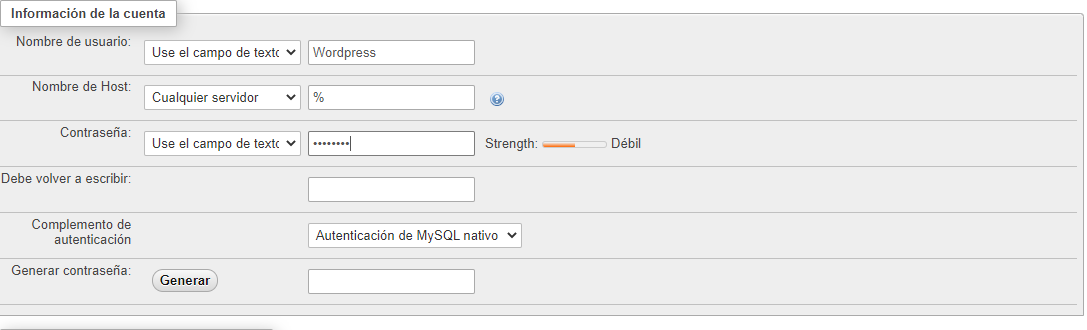 Información de la cuenta
Nombre de usuario: Use el campo de texto Wordpress
Nombre de Host: Cualquier servidor %
Contraseña: Use el campo de texto •••••••• Strength: Débil
Debe volver a escribir:
Complemento de
autenticación
Autenticación de MySQL nativo
Generar contraseña: Generar